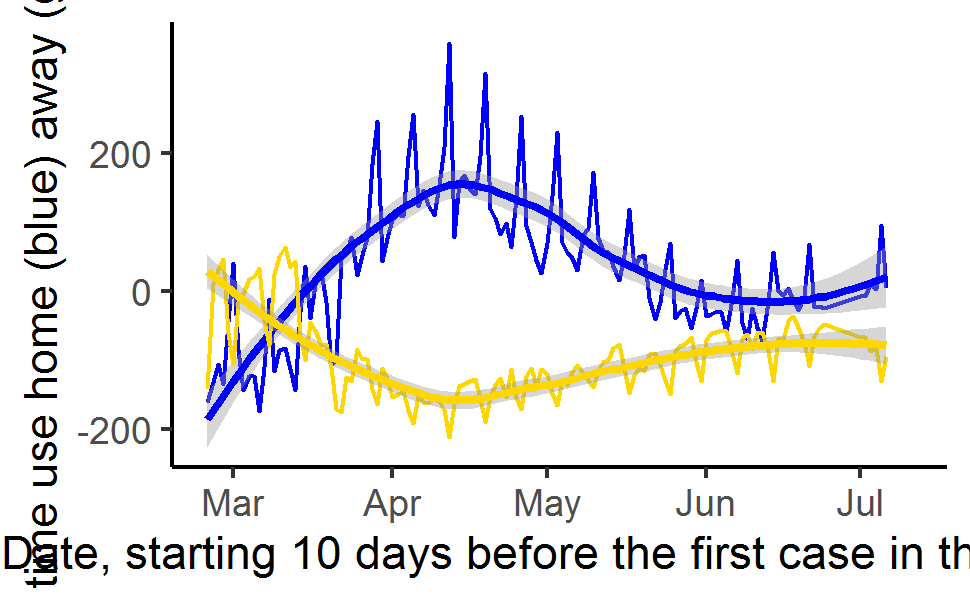 time use home (blue) away (
200
0
-200
Mar Apr May Jun Jul
Date, starting 10 days before the first case in th